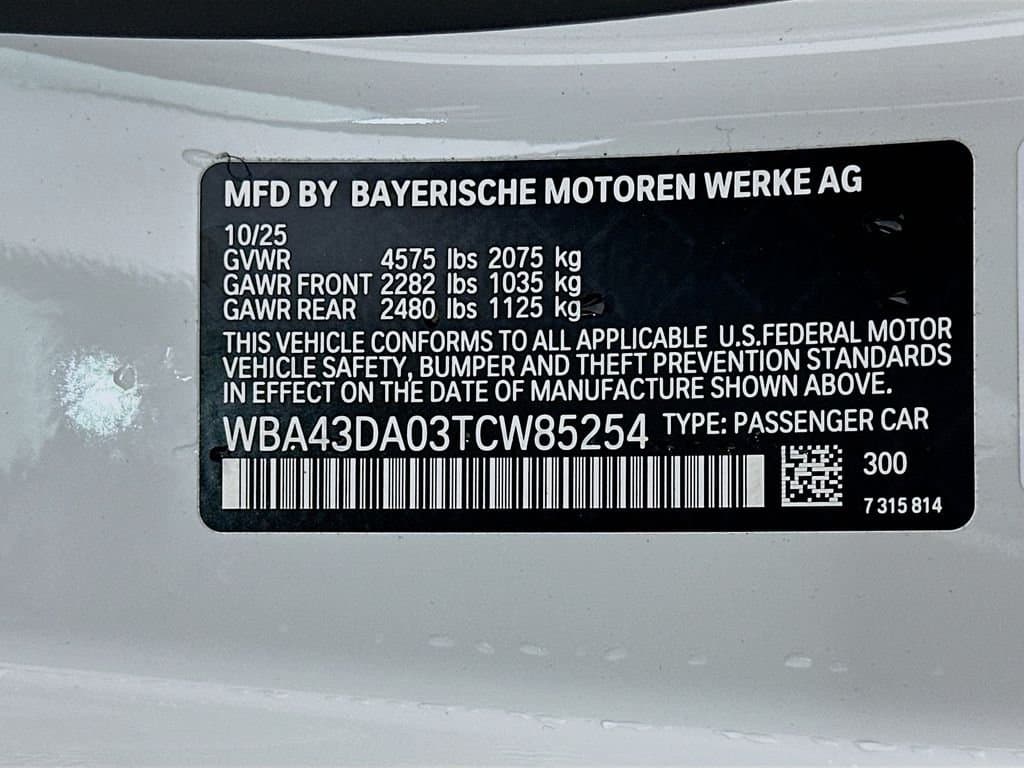 MFD BY BAYERISCHE MOTOREN WERKE AG
10/25
GVWR 4575 lbs 2075 kg
GAWR FRONT 2282 lbs 1035 kg
GAWR REAR 2480 lbs 1125 kg
THIS VEHICLE CONFORMS TO ALL APPLICABLE U.S.FEDERAL MOTOR
VEHICLE SAFETY, BUMPER AND THEFT PREVENTION STANDARDS
IN EFFECT ON THE DATE OF MANUFACTURE SHOWN ABOVE.
WBA43DA03TCW85254 TYPE: PASSENGER CAR
300
7 315 814